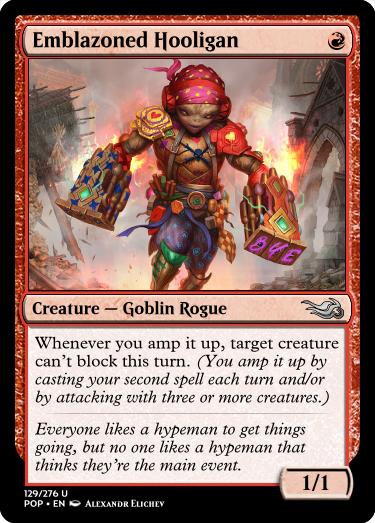 Emblazoned Hooligan
Creature — Goblin Rogue
Whenever you amp it up, target creature
can't block this turn. (You amp it up by
casting your second spell each turn and/or
by attacking with three or more creatures.)
Everyone likes a hypeman to get things
going, but no one likes a hypeman that
thinks they're the main event.
1/1
129/276 U
POP • EN Alexandr Elichev